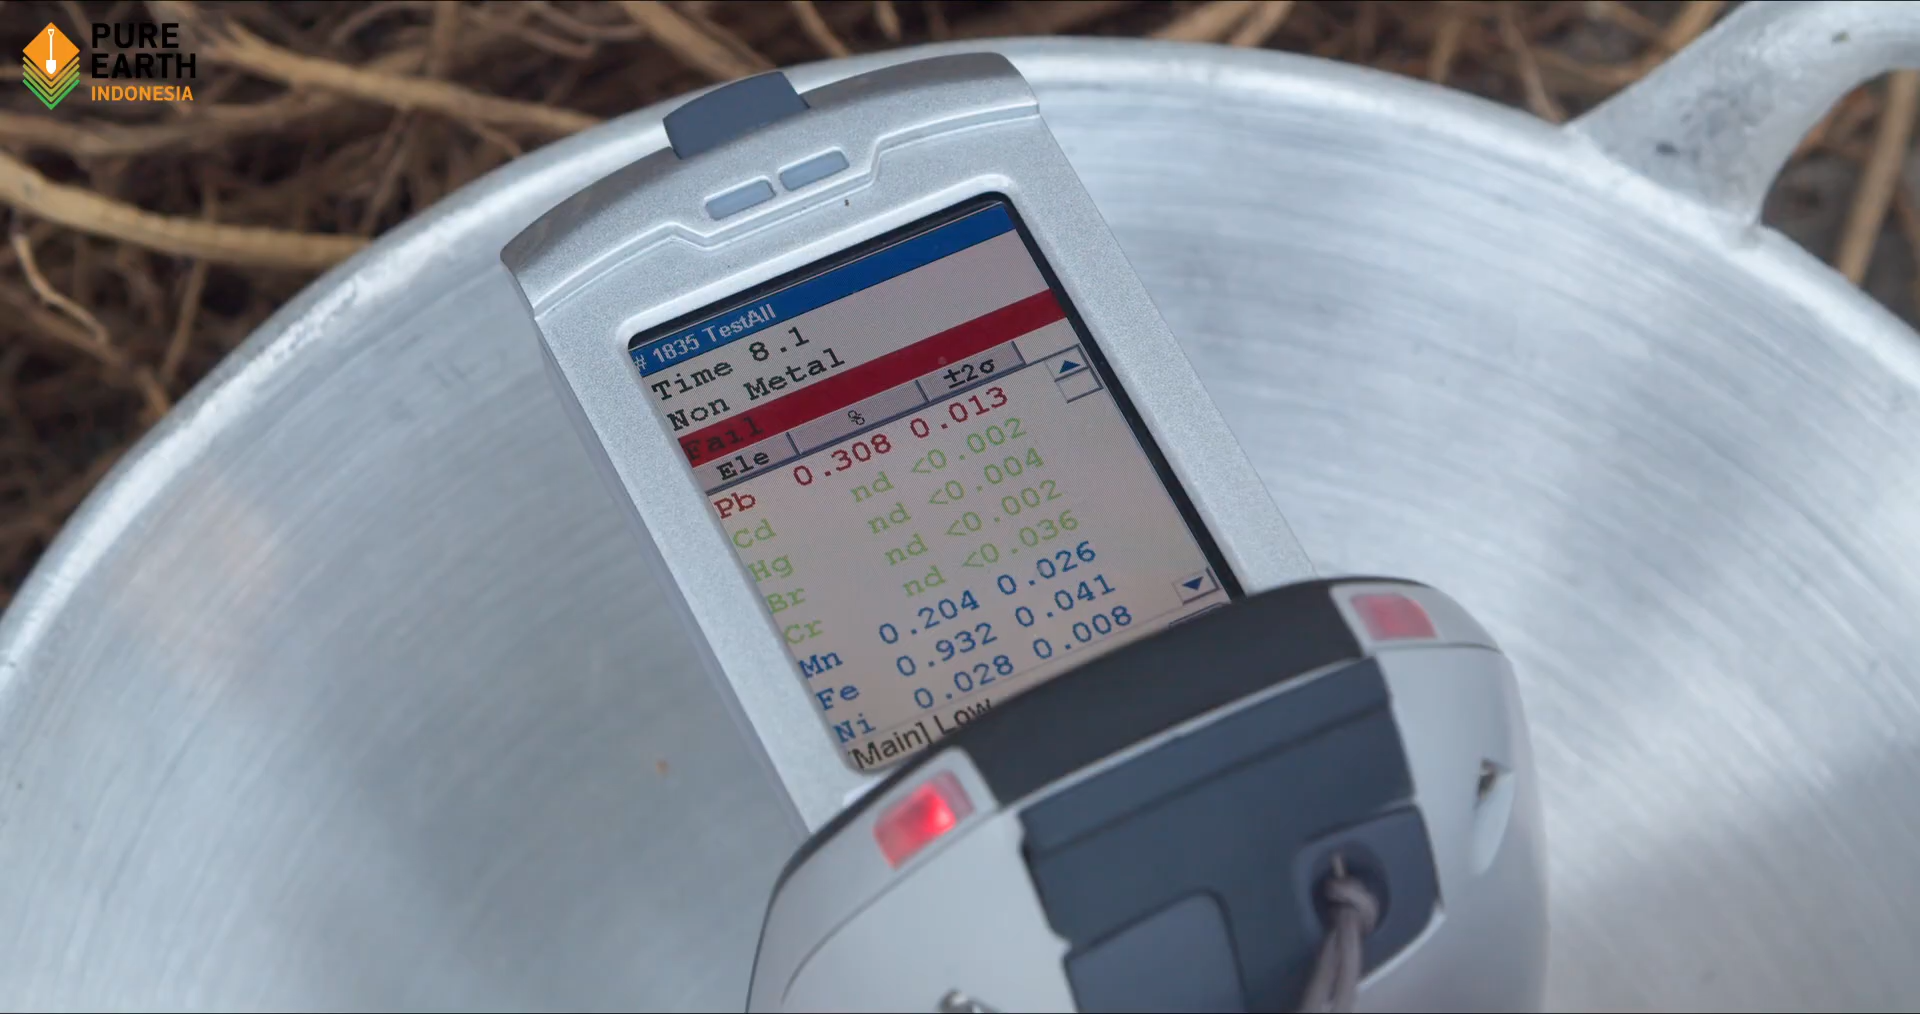 PURE
EARTH
INDONESIA
# 1835 TestAll
Time 8.1
Non Metal
Fail
Ele % ±2σ
Pb 0.308 0.013
Cd nd <0.002
Hg nd <0.004
Br nd <0.002
Cr nd <0.036
Mn 0.204 0.026
Fe 0.932 0.041
Ni 0.028 0.008
[Main] Low